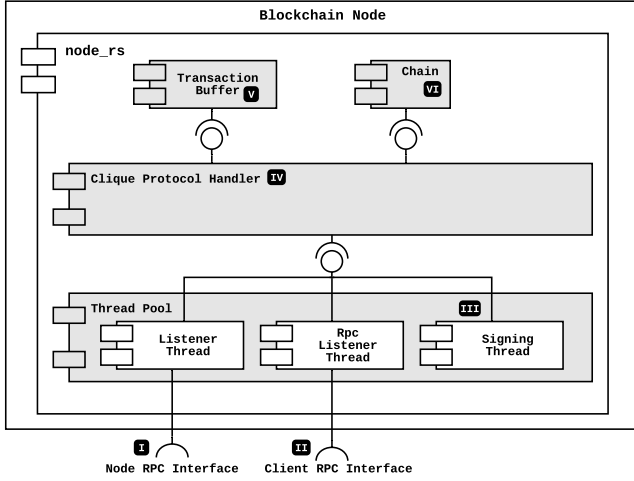 Blockchain Node
node_rs
Transaction
Buffer V
Chain
VI
Clique Protocol Handler IV
Thread Pool
III
Listener
Thread
Rpc
Listener
Thread
Signing
Thread
I
II
Node RPC Interface
Client RPC Interface